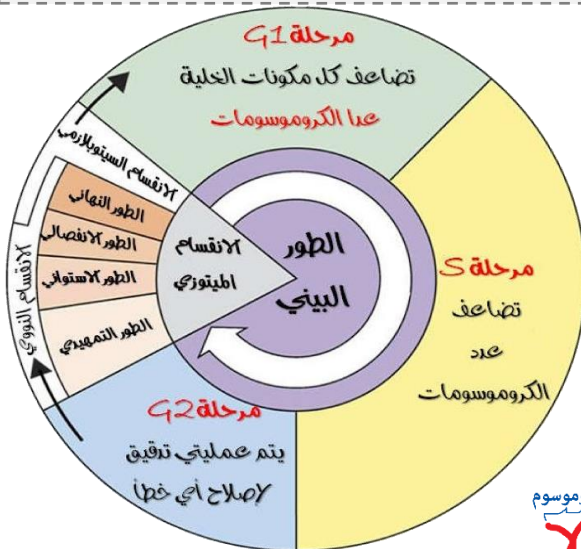 مرحلة G1
تضاعف كل مكونات الخلية
عدا الكروموسومات
مرحلة S
تضاعف
عدد
الكروموسومات
مرحلة G2
يتم عمليتي تدقيق
لإصلاح أي خطأ
الطور
البيني
الانقسام
الميتوزي
الانقسام السيتوبلازمي
الانقسام النووي
الطور النهائي
الطور الانفصالي
الطور الاستوائي
الطور التمهيدي